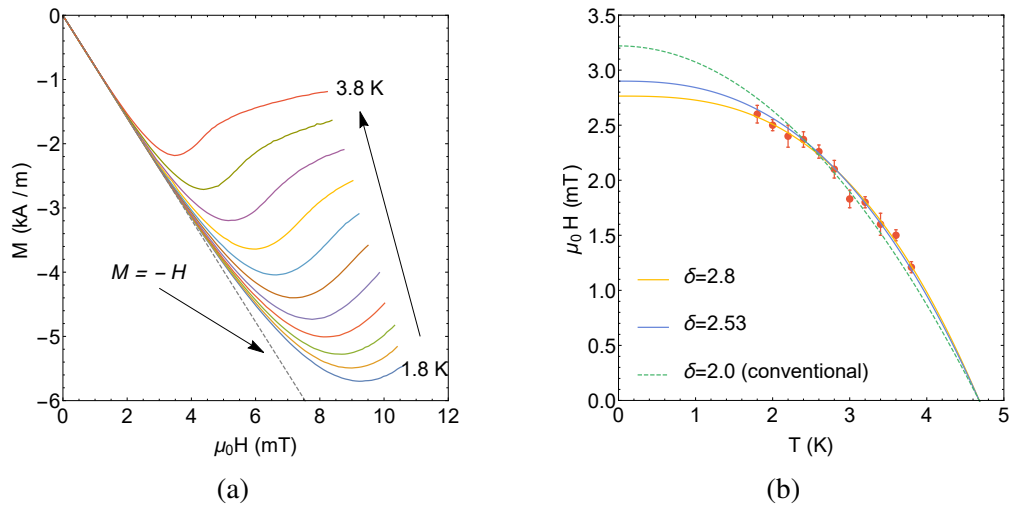 0
−1
−2
−3
−4
−5
−6
M (kA / m)
3.8 K
M = − H
1.8 K
0 2 4 6 8 10 12
μ₀H (mT)
(a)
3.5
3.0
2.5
2.0
1.5
1.0
0.5
0.0
μ₀H (mT)
δ=2.8
δ=2.53
δ=2.0 (conventional)
0 1 2 3 4 5
T (K)
(b)